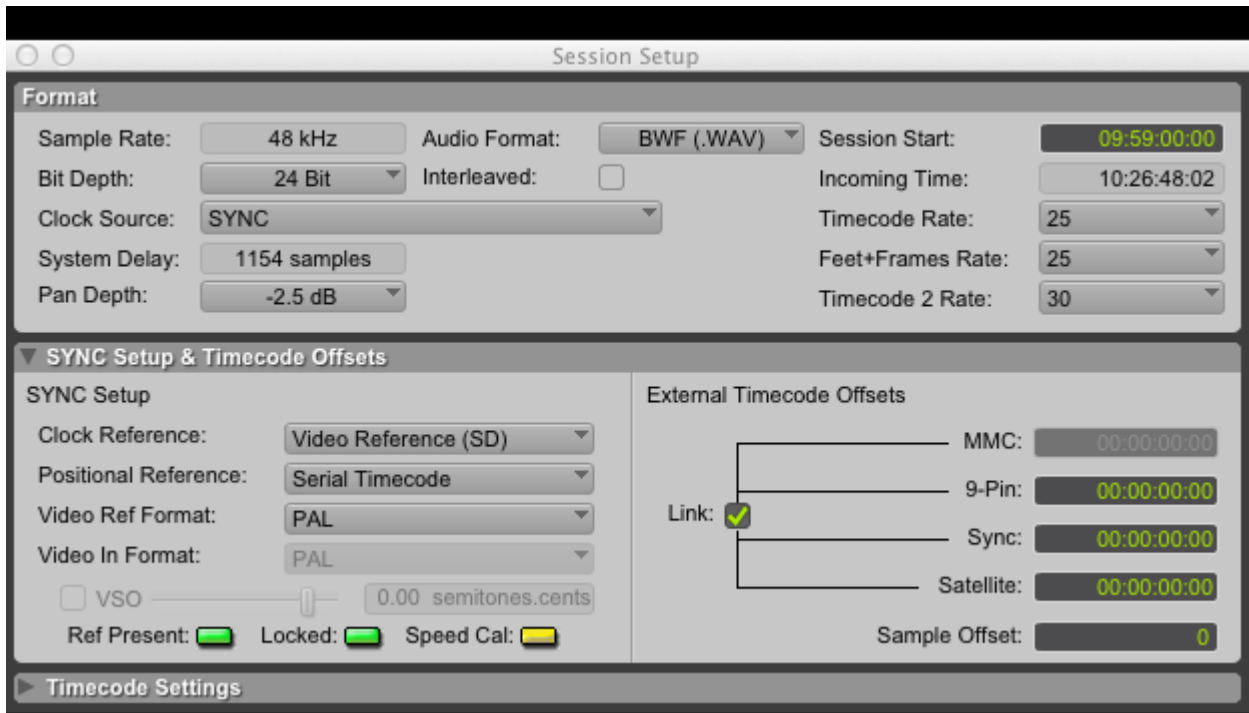 Session Setup
Format
Sample Rate: 48 kHz Audio Format: BWF (.WAV) Session Start: 09:59:00:00
Bit Depth: 24 Bit Interleaved: Incoming Time: 10:26:48:02
Clock Source: SYNC Timecode Rate: 25
System Delay: 1154 samples Feet+Frames Rate: 25
Pan Depth: -2.5 dB Timecode 2 Rate: 30
SYNC Setup & Timecode Offsets
SYNC Setup External Timecode Offsets
Clock Reference: Video Reference (SD) MMC: 00:00:00:00
Positional Reference: Serial Timecode 9-Pin: 00:00:00:00
Video Ref Format: PAL Link: Sync: 00:00:00:00
Video In Format: PAL Satellite: 00:00:00:00
VSO 0.00 semitones.cents
Ref Present: Locked: Speed Cal: Sample Offset: 0
Timecode Settings